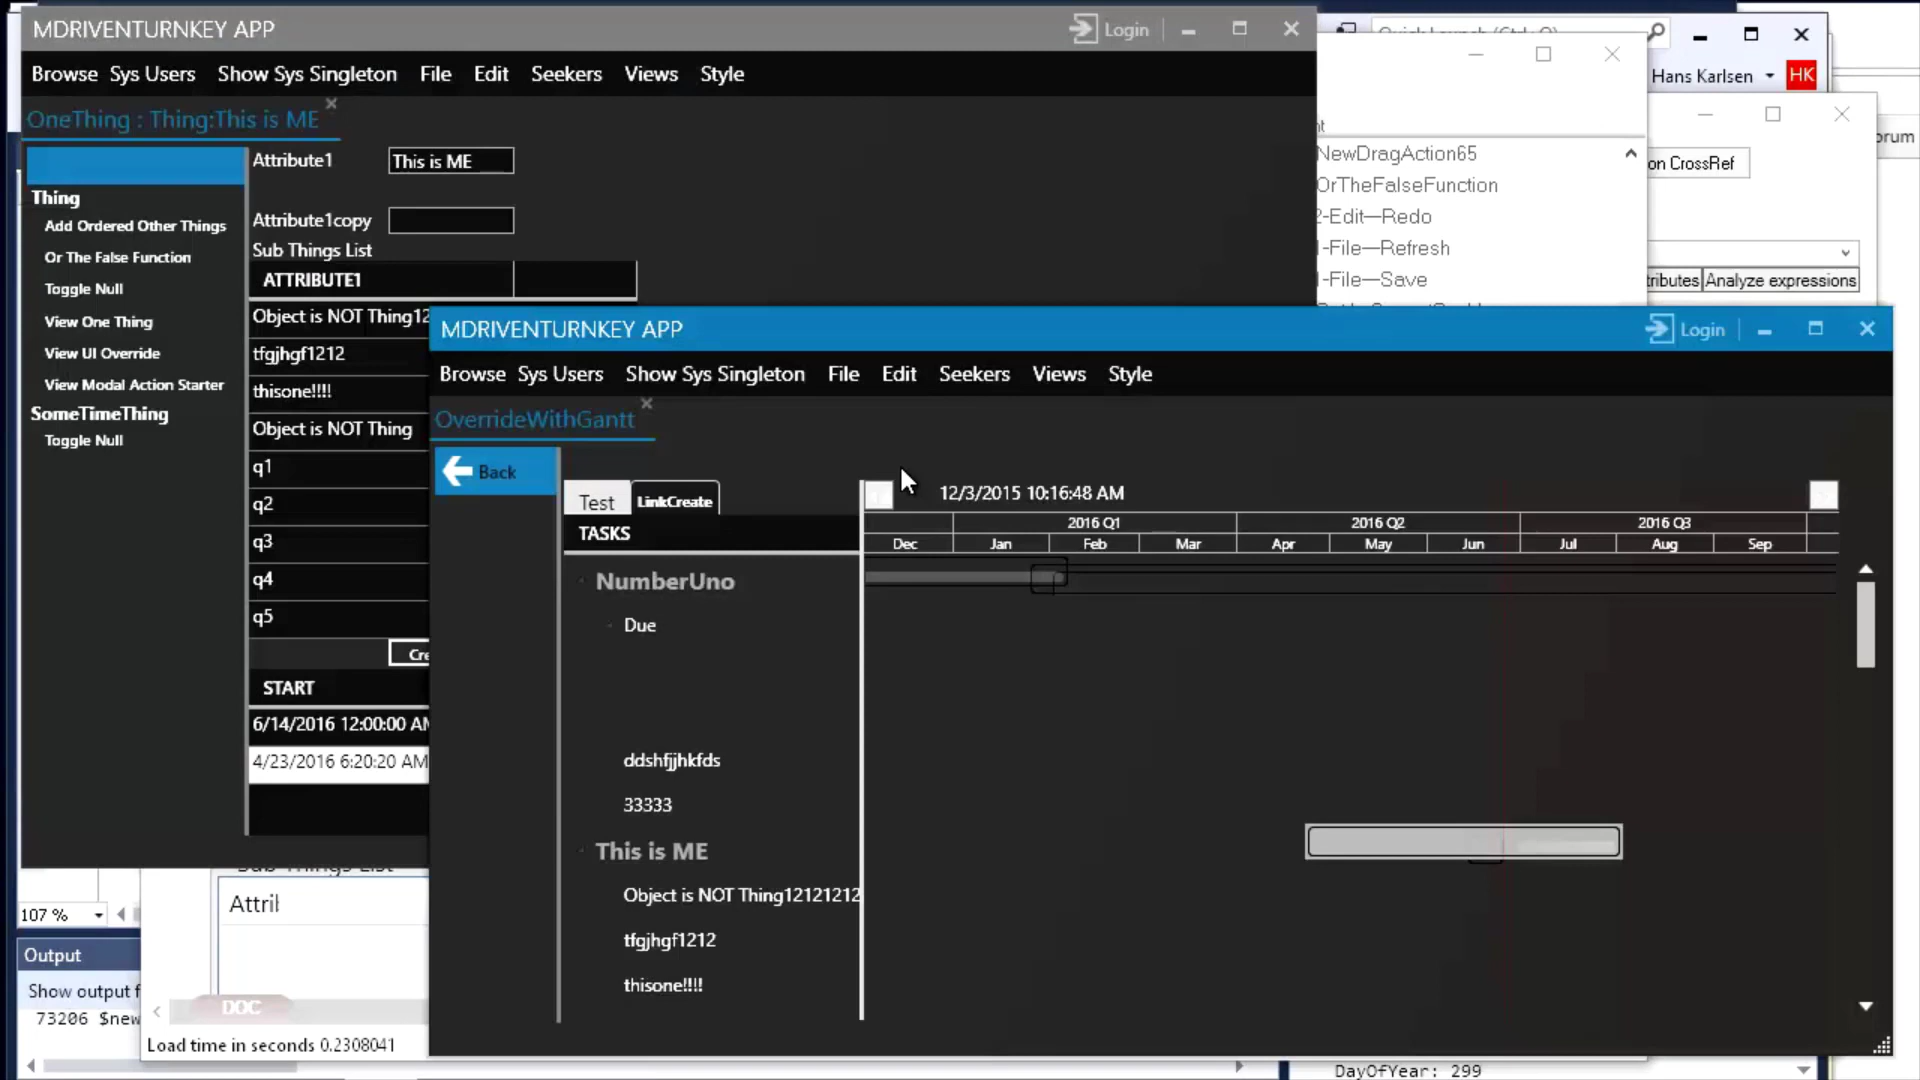 MDRIVENTURNKEY APP
Login
Browse Sys Users Show Sys Singleton File Edit Seekers Views Style
OneThing : Thing:This is ME
Thing
Add Ordered Other Things
Or The False Function
Toggle Null
View One Thing
View UI Override
View Modal Action Starter
SomeTimeThing
Toggle Null
Attribute1
This is ME
Attribute1copy
Sub Things List
ATTRIBUTE1
Object is NOT Thing12
tfgjhgf1212
thisone!!!!
Object is NOT Thing
q1
q2
q3
q4
q5
Cre
START
6/14/2016 12:00:00 AM
4/23/2016 6:20:20 AM
Hans Karlsen
HK
NewDragAction65
OrTheFalseFunction
2-Edit—Redo
1-File—Refresh
1-File—Save
orum
on CrossRef
tributes
Analyze expressions
MDRIVENTURNKEY APP
Login
Browse Sys Users Show Sys Singleton File Edit Seekers Views Style
OverrideWithGantt
Back
Test
LinkCreate
TASKS
NumberUno
Due
ddshfjjhkfds
33333
This is ME
Object is NOT Thing12121212
tfgjhgf1212
thisone!!!!
12/3/2015 10:16:48 AM
2016 Q1 2016 Q2 2016 Q3
Dec Jan Feb Mar Apr May Jun Jul Aug Sep
107 %
Attril
Output
Show output f
73206 $new
DOC
Load time in seconds 0.2308041
DayOfYear: 299